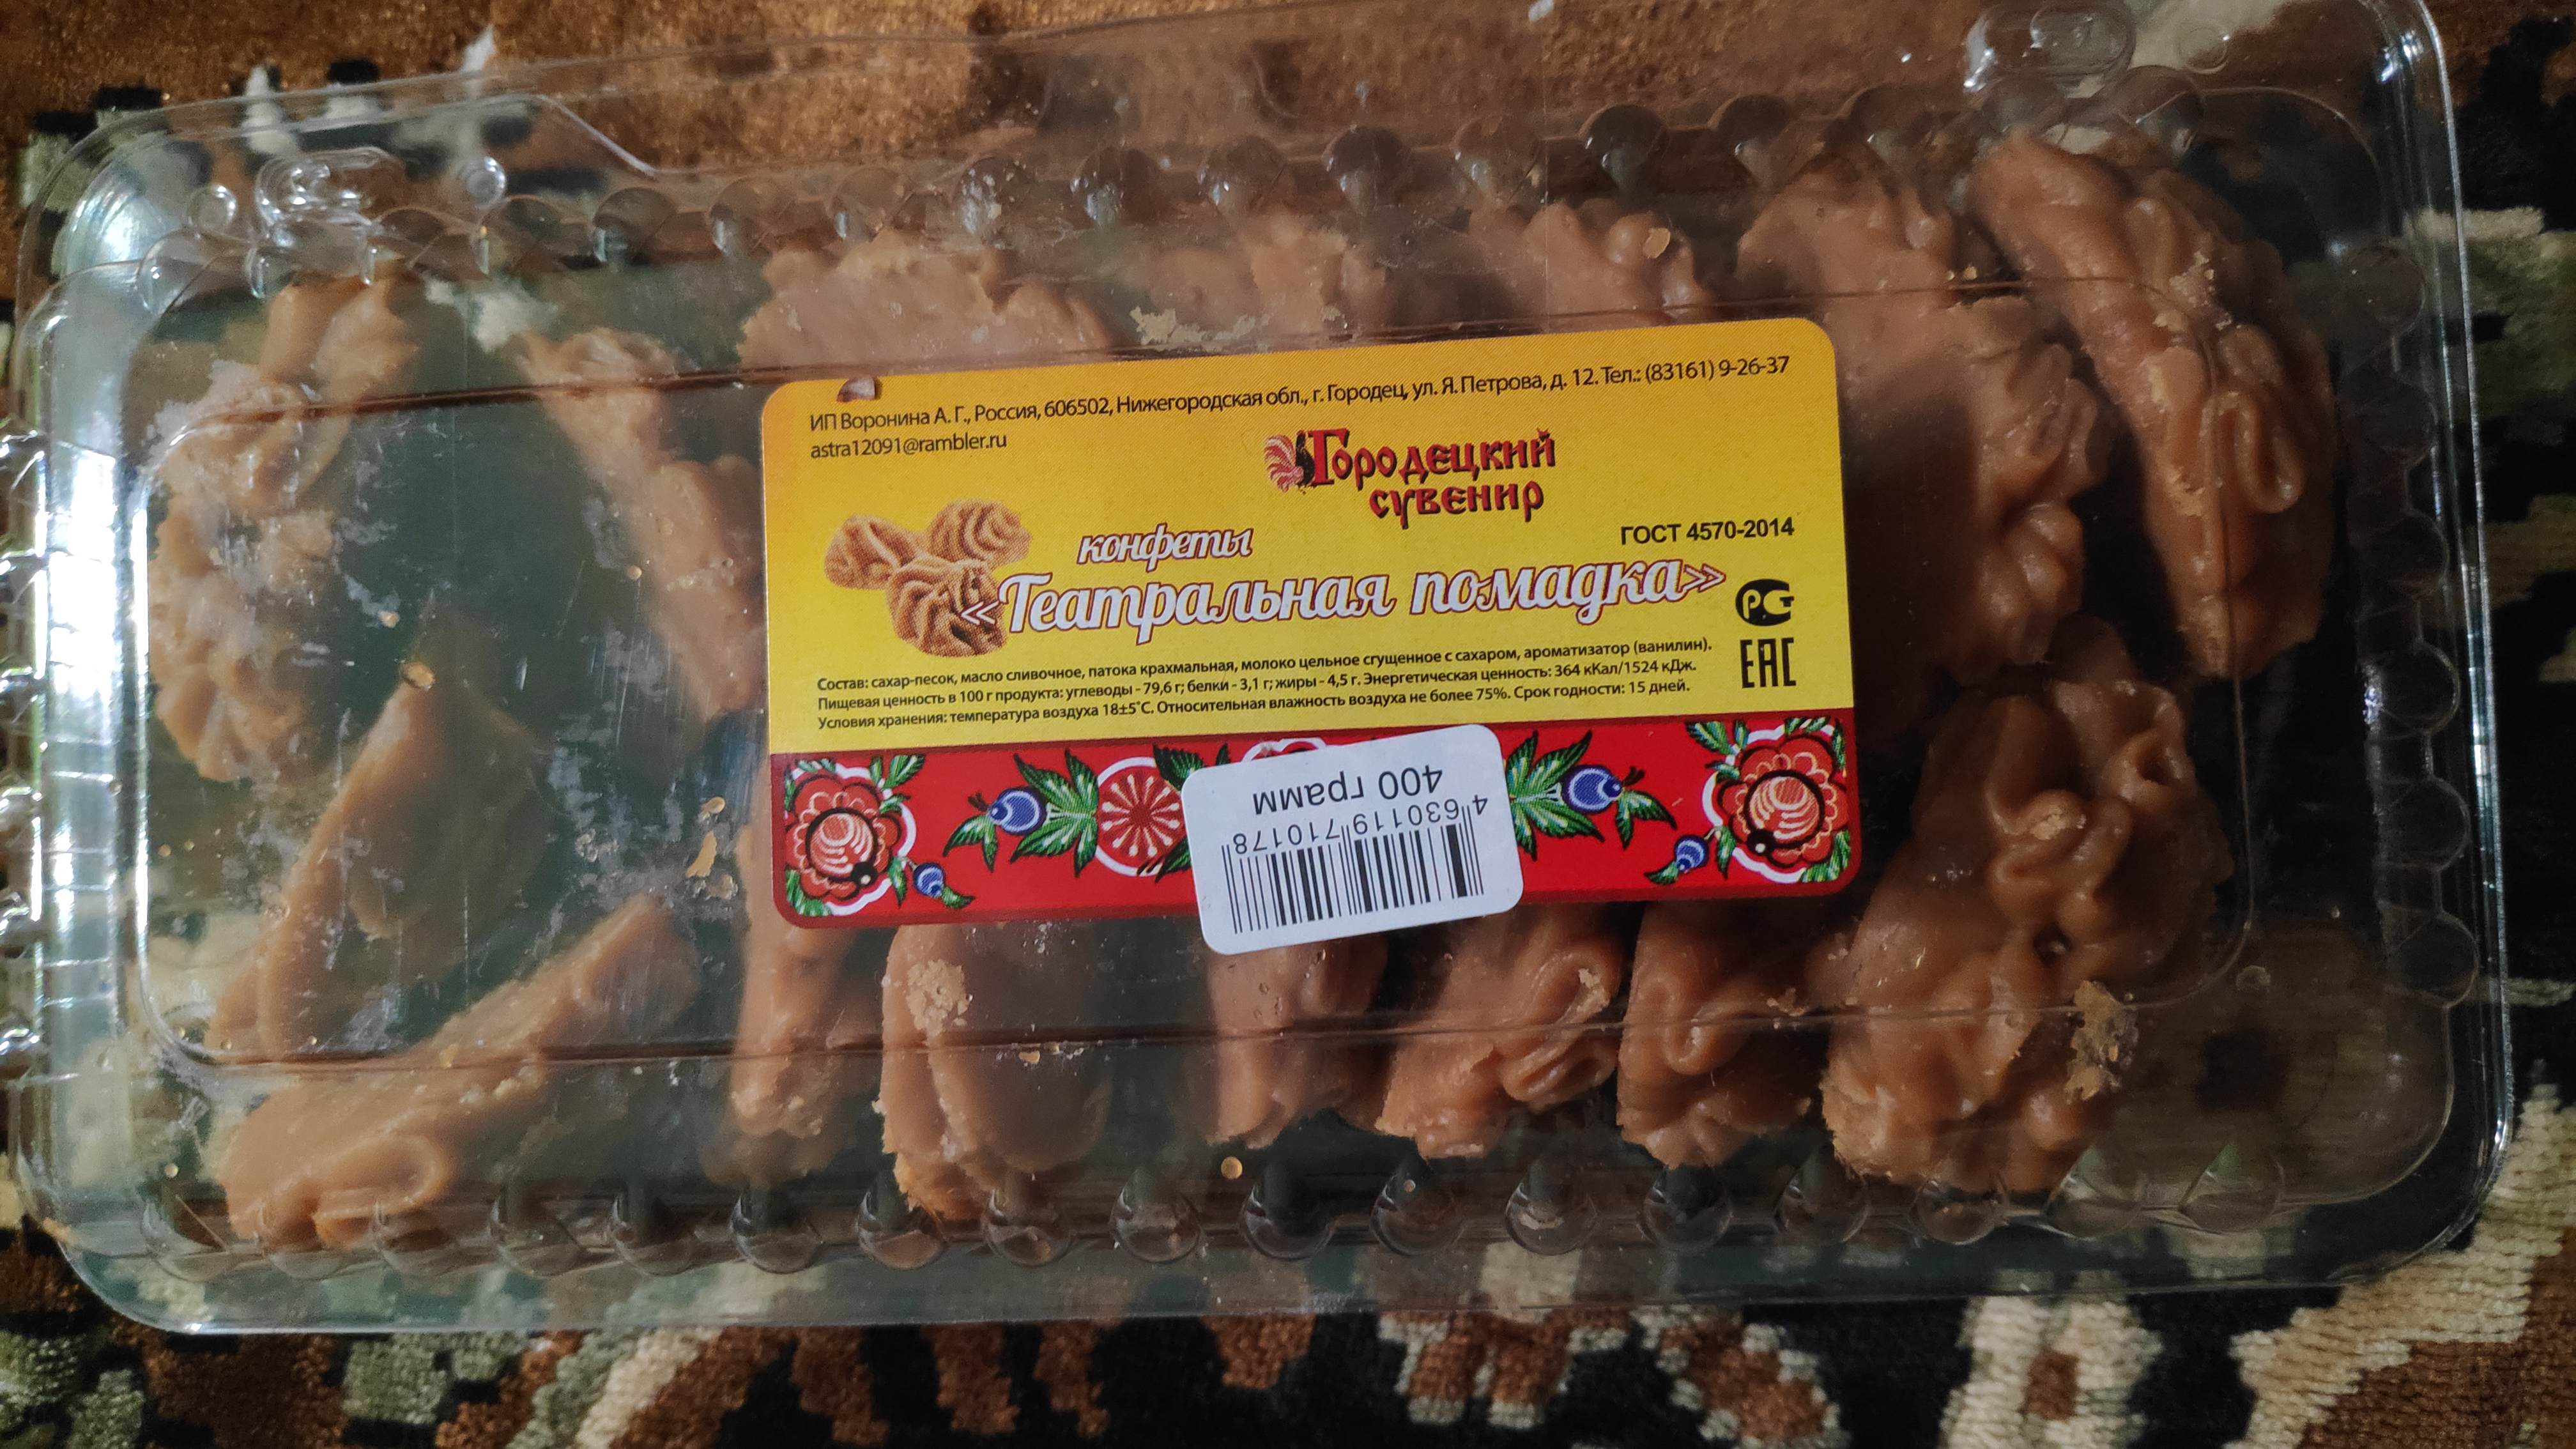 ИП Воронина А. Г., Россия, 606502, Нижегородская обл., г. Городец, ул. Я. Петрова, д. 12. Тел.: (83161) 9-26-37
astra12091@rambler.ru
Городецкий
сувенир
ГОСТ 4570-2014
конфеты
«Театральная помадка»
РСТ
ЕАС
Состав: сахар-песок, масло сливочное, патока крахмальная, молоко цельное сгущенное с сахаром, ароматизатор (ванилин).
Пищевая ценность в 100 г продукта: углеводы - 79,6 г; белки - 3,1 г; жиры - 4,5 г. Энергетическая ценность: 364 кКал/1524 кДж.
Условия хранения: температура воздуха 18±5˚С. Относительная влажность воздуха не более 75%. Срок годности: 15 дней.
4 630119 710178
400 грамм